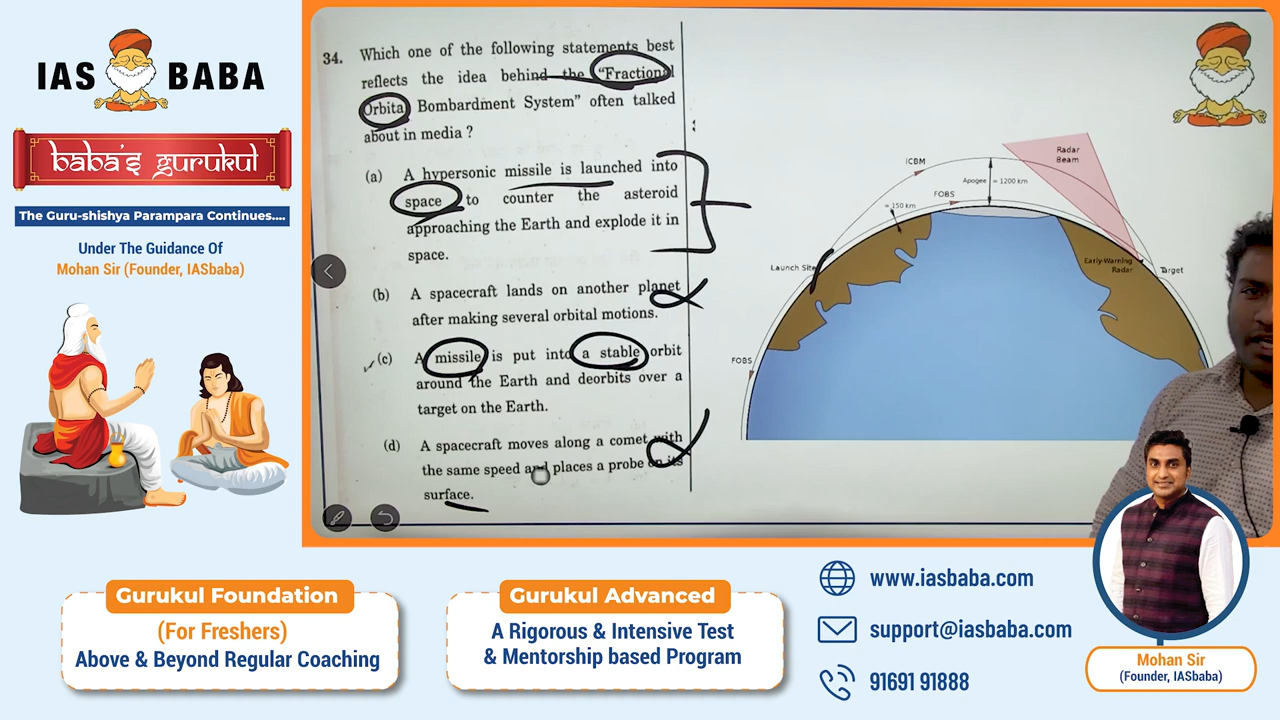 IAS BABA
baba's gurukul
The Guru-shishya Parampara Continues....
Under The Guidance Of
Mohan Sir (Founder, IASbaba)
34. Which one of the following statements best
reflects the idea behind the "Fractional
Orbital Bombardment System" often talked
about in media ?
(a) A hypersonic missile is launched into
space to counter the asteroid
approaching the Earth and explode it in
space.
(b) A spacecraft lands on another planet
after making several orbital motions.
(c) A missile is put into a stable orbit
around the Earth and deorbits over a
target on the Earth.
(d) A spacecraft moves along a comet with
the same speed and places a probe on its
surface.
Radar
Beam
ICBM
Apogee = 1200 km
FOBS
≈ 150 km
Launch Site
Early-Warning
Radar
Target
FOBS
Gurukul Foundation
(For Freshers)
Above & Beyond Regular Coaching
Gurukul Advanced
A Rigorous & Intensive Test
& Mentorship based Program
www.iasbaba.com
support@iasbaba.com
91691 91888
Mohan Sir
(Founder, IASbaba)